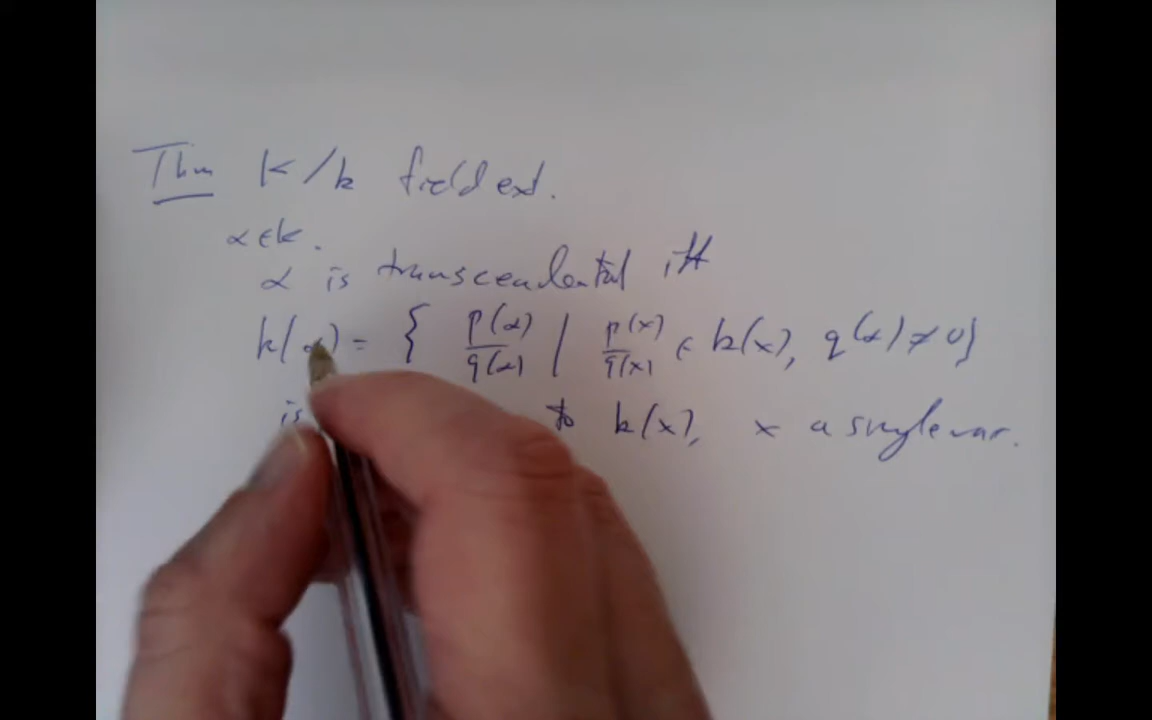 Thm K/k field ext.
α∈K.
α is transcendental iff
k(α) = { p(α)/q(α) | p(x)/q(x) ∈ k(x), q(α)≠0}
is to k(x), x a single var.